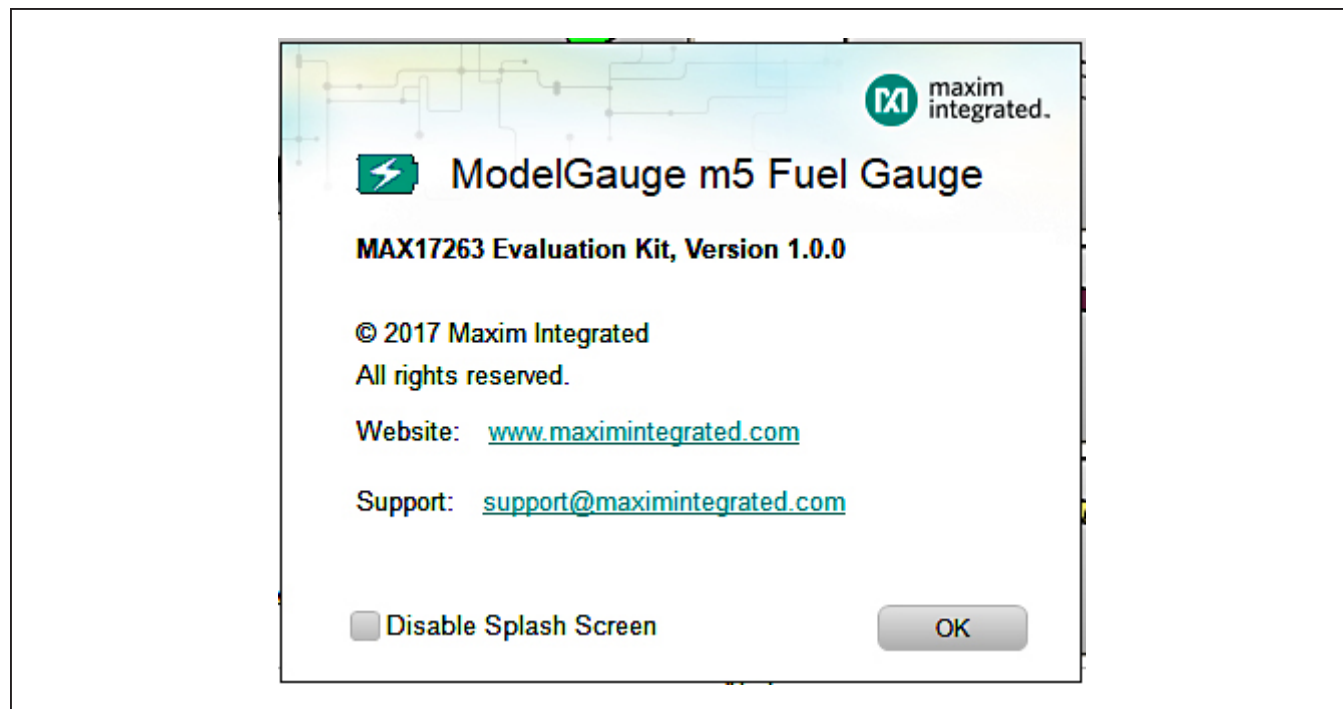 maxim
integrated™
ModelGauge m5 Fuel Gauge
MAX17263 Evaluation Kit, Version 1.0.0
© 2017 Maxim Integrated
All rights reserved.
Website: www.maximintegrated.com
Support: support@maximintegrated.com
Disable Splash Screen
OK